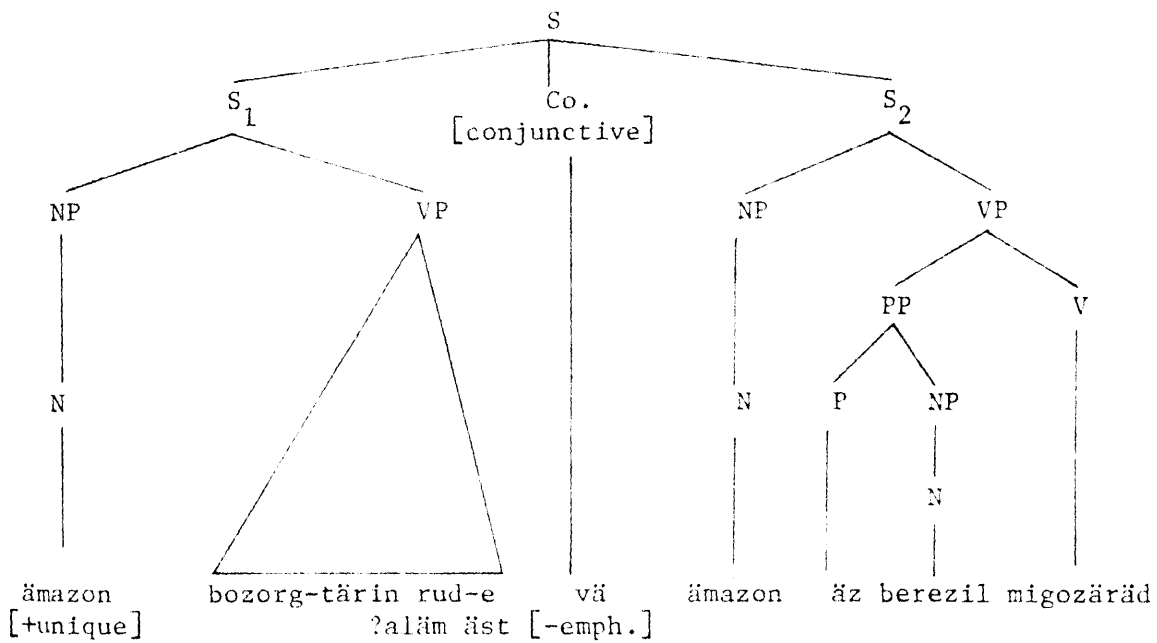 S
S1 Co. S2
[conjunctive]
NP VP NP VP
PP V
N N P NP
N
ämazon bozorg-tärin rud-e vä ämazon äz berezil migozäräd
[+unique] ?aläm äst [-emph.]